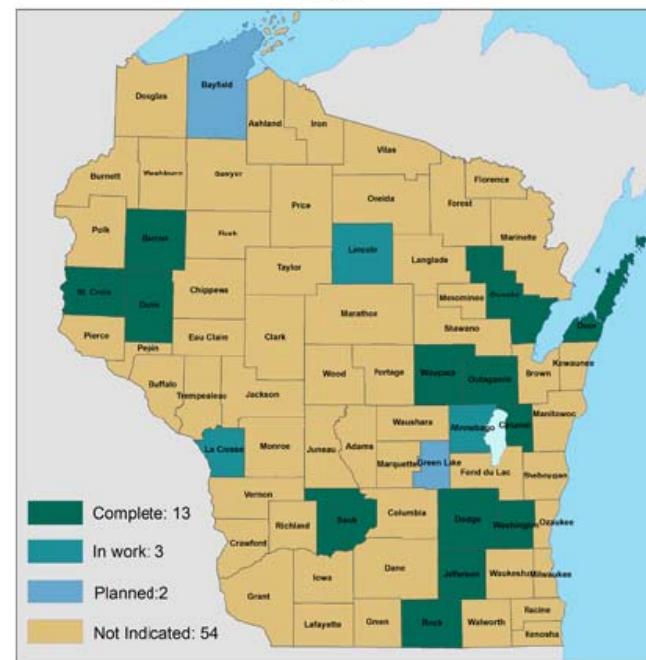 Bayfield
Douglas
Ashland
Iron
Vilas
Burnett
Washburn
Sawyer
Florence
Oneida
Forest
Price
Polk
Marinette
Barron
Rusk
Lincoln
Langlade
Taylor
Oconto
St. Croix
Dunn
Chippewa
Menominee
Door
Marathon
Shawano
Pierce
Eau Claire
Clark
Pepin
Kewaunee
Wood
Portage
Waupaca
Outagamie
Brown
Buffalo
Trempealeau
Jackson
Manitowoc
Waushara
Winnebago
Calumet
La Crosse
Monroe
Juneau
Adams
Marquette
Green Lake
Fond du Lac
Sheboygan
Vernon
Columbia
Dodge
Washington
Ozaukee
Sauk
Richland
Crawford
Iowa
Dane
Jefferson
Waukesha
Milwaukee
Grant
Lafayette
Green
Rock
Walworth
Racine
Kenosha
Complete: 13
In work: 3
Planned:2
Not Indicated: 54